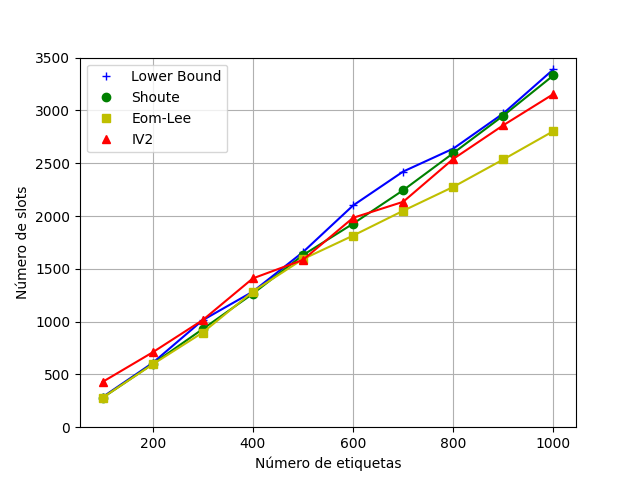 3500
3000
2500
2000
1500
1000
500
0
Número de slots
Lower Bound
Shoute
Eom-Lee
IV2
200 400 600 800 1000
Número de etiquetas